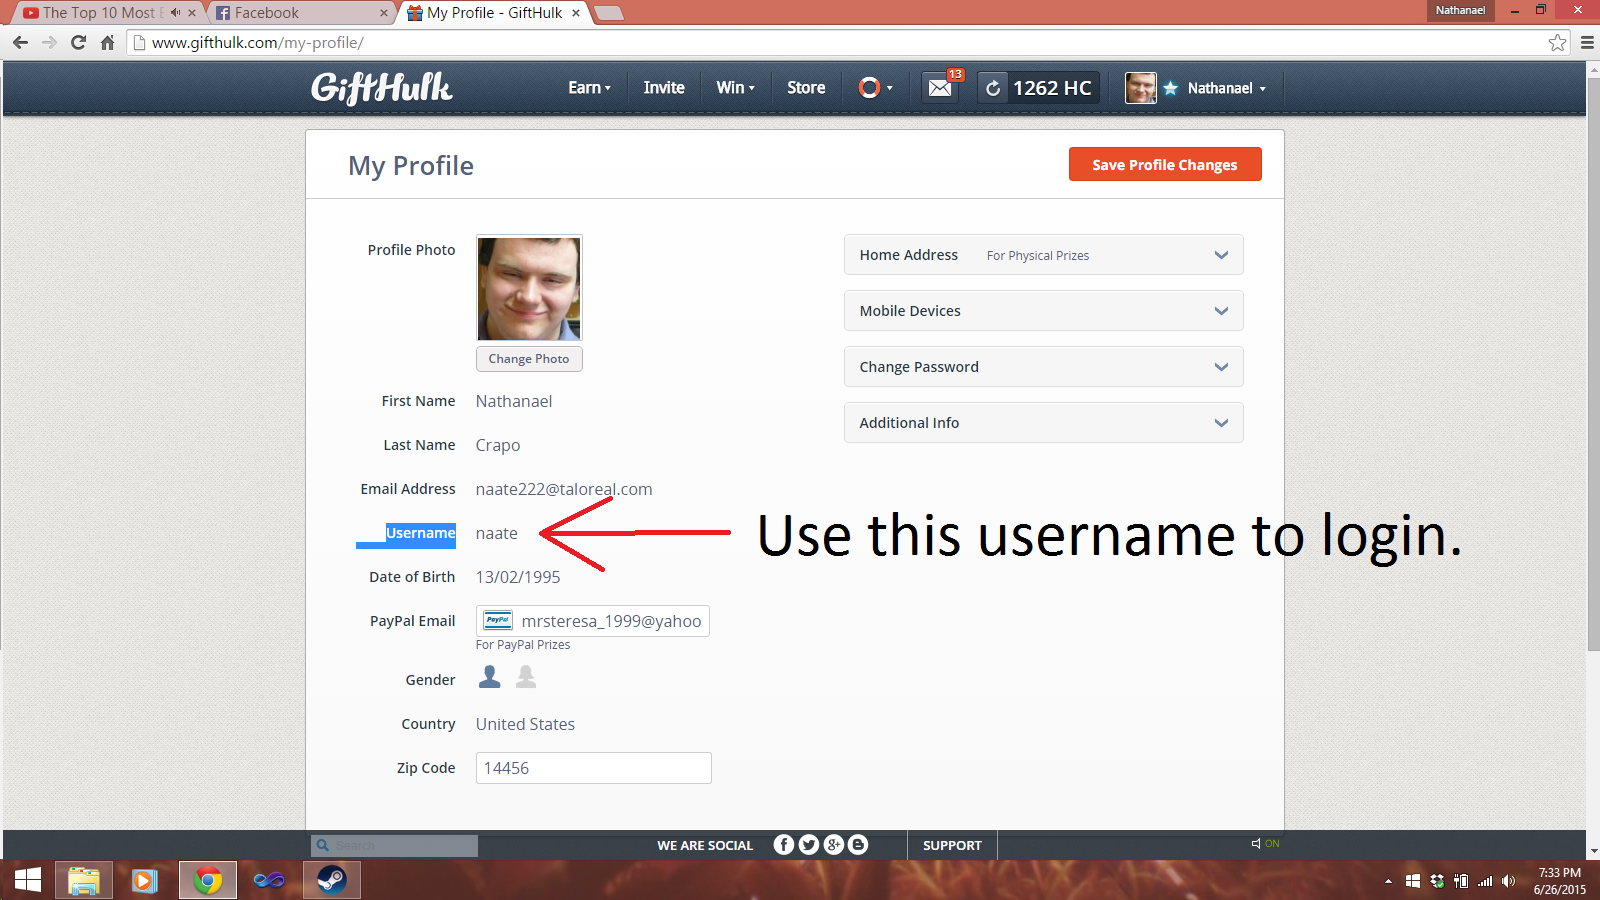 The Top 10 Most
Facebook
My Profile - GiftHulk
Nathanael
www.gifthulk.com/my-profile/
GiftHulk
Earn
Invite
Win
Store
13
1262 HC
Nathanael
My Profile
Save Profile Changes
Profile Photo
Change Photo
Home Address For Physical Prizes
Mobile Devices
Change Password
Additional Info
First Name Nathanael
Last Name Crapo
Email Address naate222@taloreal.com
Username naate
Use this username to login.
Date of Birth 13/02/1995
PayPal Email PayPal mrsteresa_1999@yahoo
For PayPal Prizes
Gender
Country United States
Zip Code 14456
Search
WE ARE SOCIAL
SUPPORT
ON
7:33 PM
6/26/2015